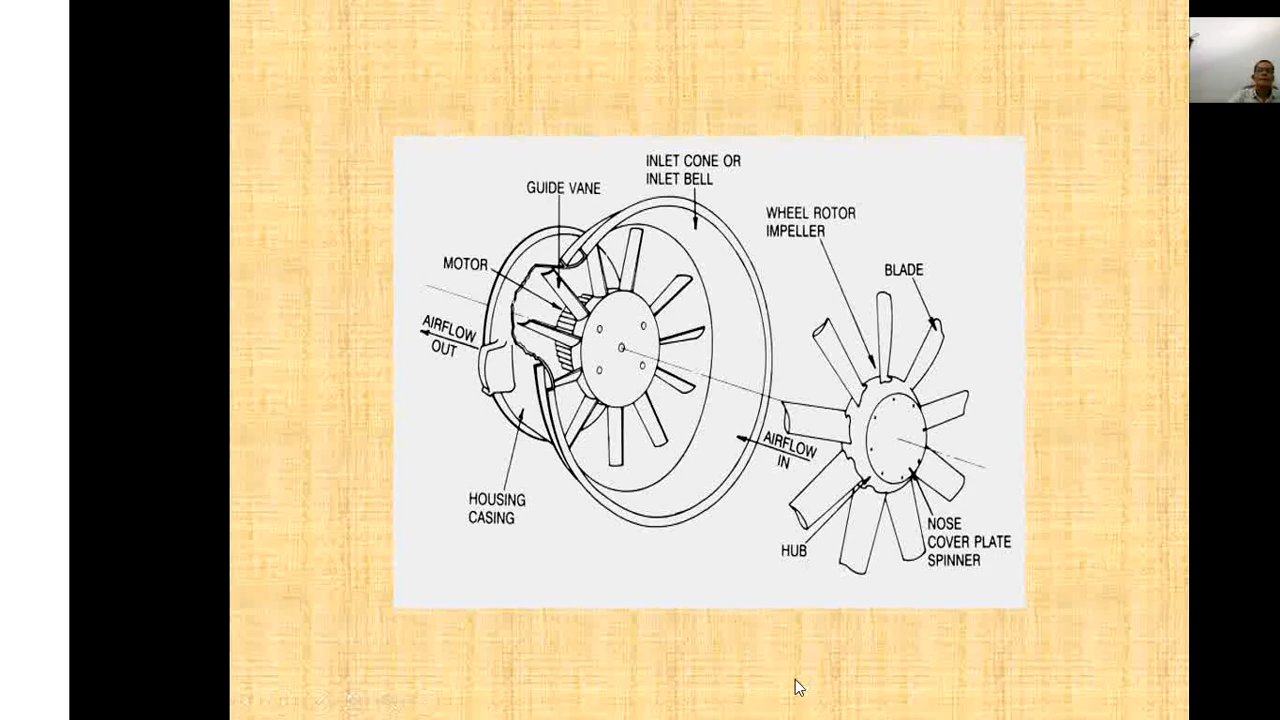 INLET CONE OR
INLET BELL
GUIDE VANE
WHEEL ROTOR
IMPELLER
MOTOR
BLADE
AIRFLOW
OUT
AIRFLOW
IN
HOUSING
CASING
HUB
NOSE
COVER PLATE
SPINNER